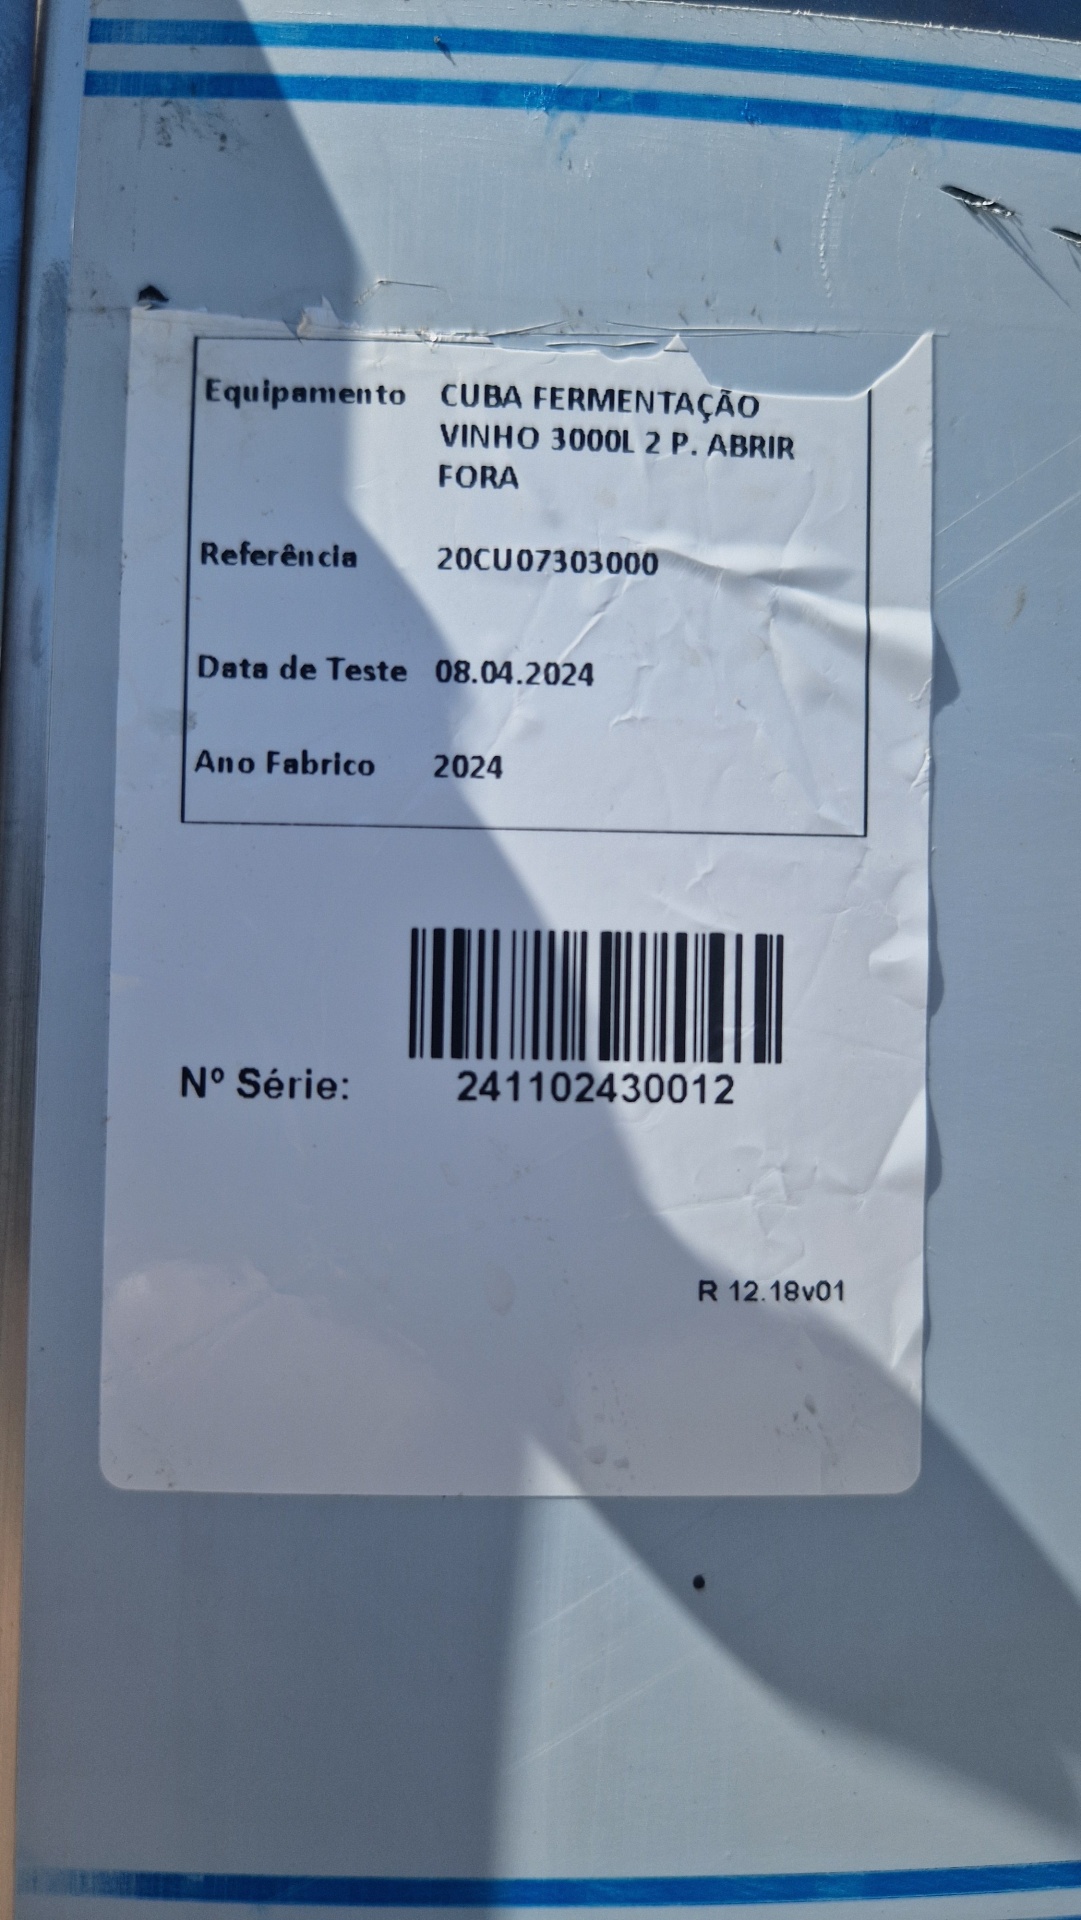 Equipamento CUBA FERMENTAÇÃO
VINHO 3000L 2 P. ABRIR
FORA
Referência 20CU07303000
Data de Teste 08.04.2024
Ano Fabrico 2024
Nº Série: 241102430012
R 12.18v01